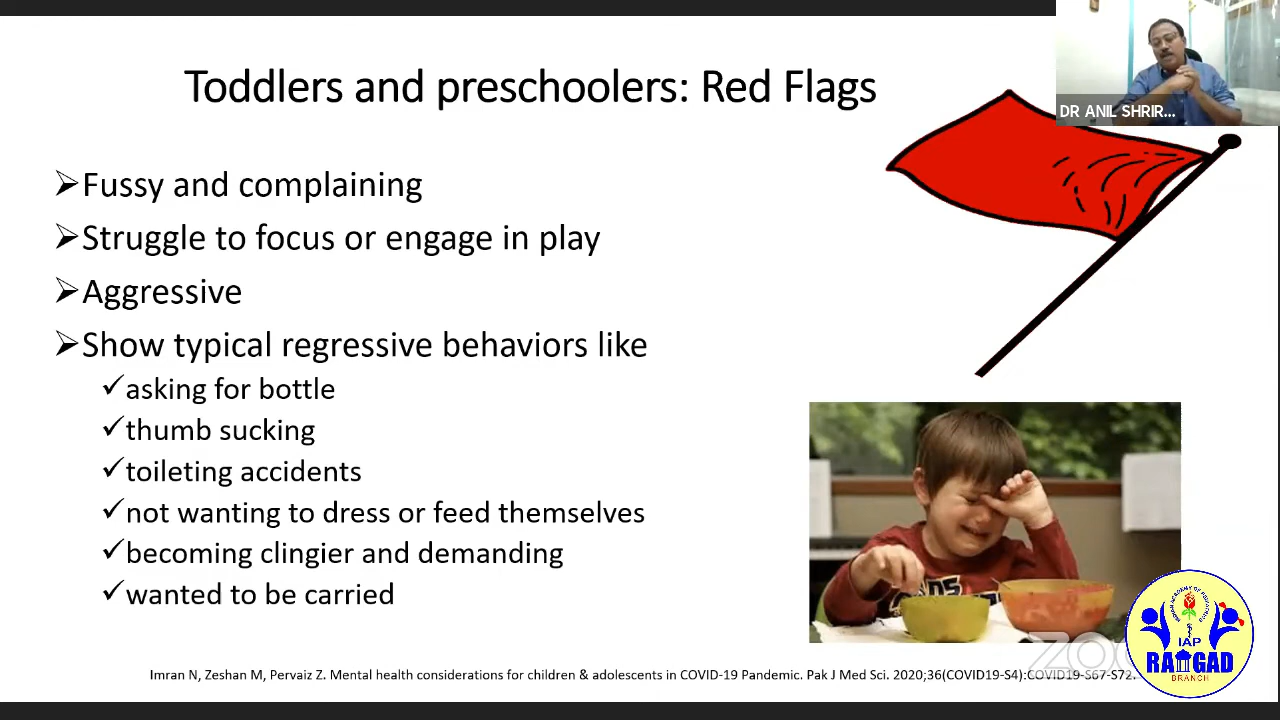 Toddlers and preschoolers: Red Flags
DR ANIL SHRIR...
Fussy and complaining
Struggle to focus or engage in play
Aggressive
Show typical regressive behaviors like
asking for bottle
thumb sucking
toileting accidents
not wanting to dress or feed themselves
becoming clingier and demanding
wanted to be carried
Imran N, Zeshan M, Pervaiz Z. Mental health considerations for children & adolescents in COVID-19 Pandemic. Pak J Med Sci. 2020;36(COVID19-S4):COVID19-S67-S72.
IAP
BRANCH